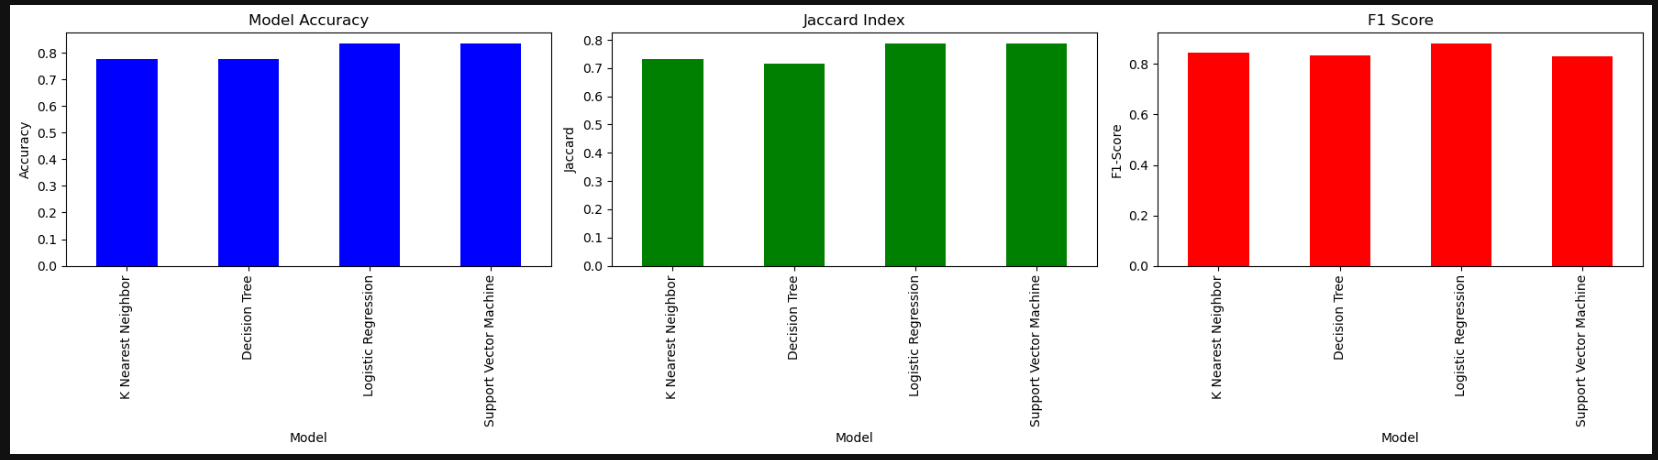 Model Accuracy
Accuracy
0.8
0.7
0.6
0.5
0.4
0.3
0.2
0.1
0.0
K Nearest Neighbor
Decision Tree
Logistic Regression
Support Vector Machine
Model
Jaccard Index
Jaccard
0.8
0.7
0.6
0.5
0.4
0.3
0.2
0.1
0.0
K Nearest Neighbor
Decision Tree
Logistic Regression
Support Vector Machine
Model
F1 Score
F1-Score
0.8
0.6
0.4
0.2
0.0
K Nearest Neighbor
Decision Tree
Logistic Regression
Support Vector Machine
Model